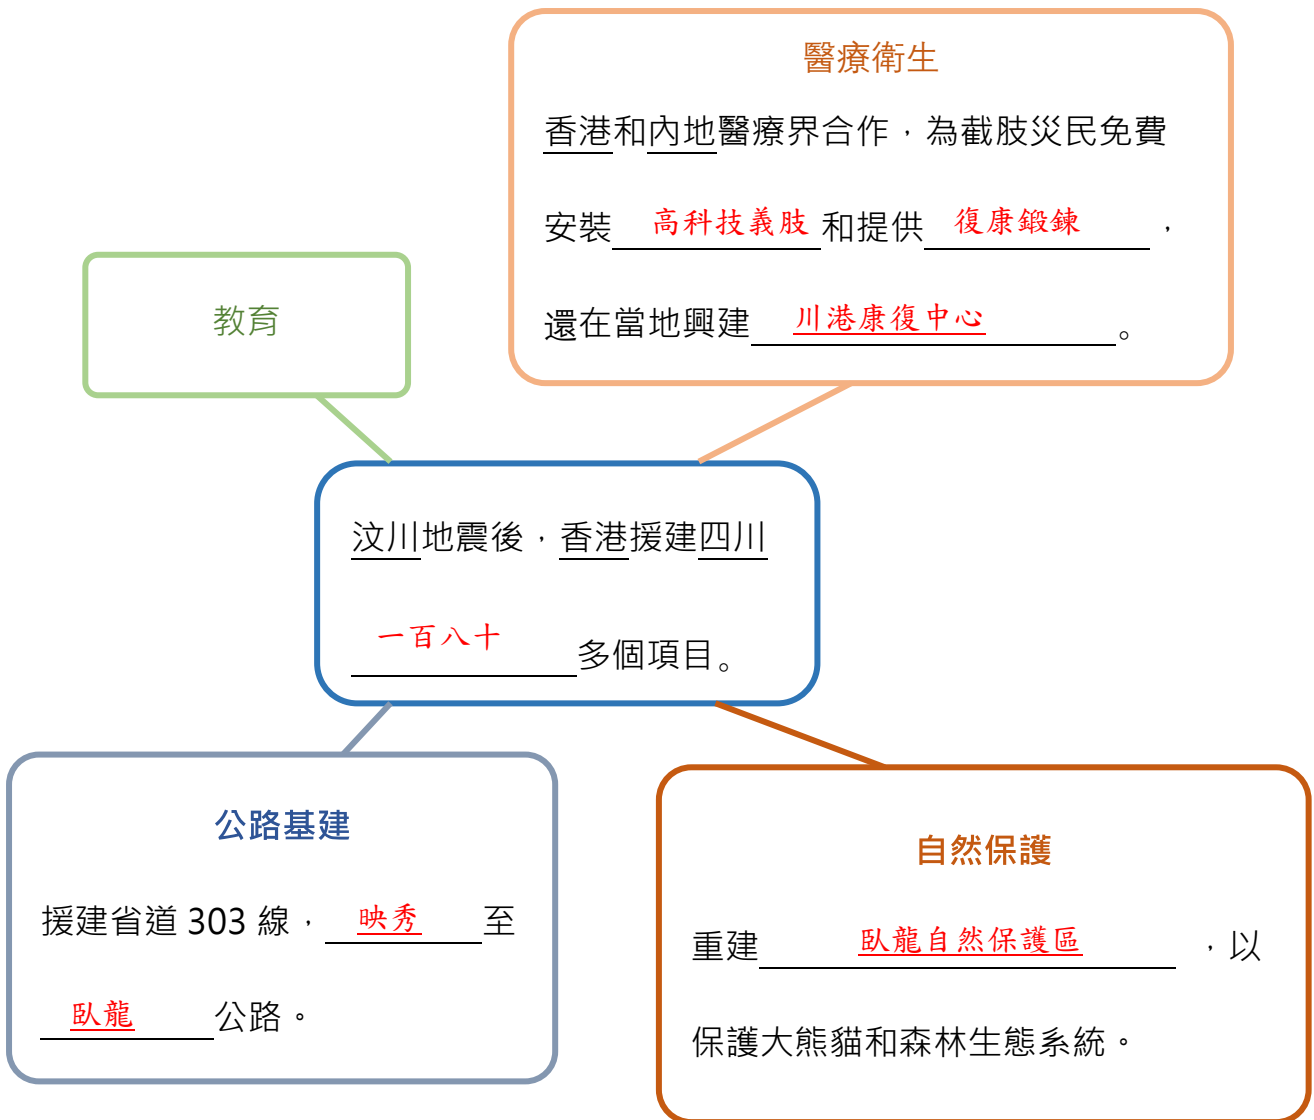 醫療衛生
香港和內地醫療界合作，為截肢災民免費
安裝高科技義肢和提供復康鍛鍊，
還在當地興建川港康復中心。
教育
汶川地震後，香港援建四川
一百八十多個項目。
公路基建
援建省道 303 線，映秀至
臥龍公路。
自然保護
重建臥龍自然保護區，以
保護大熊貓和森林生態系統。